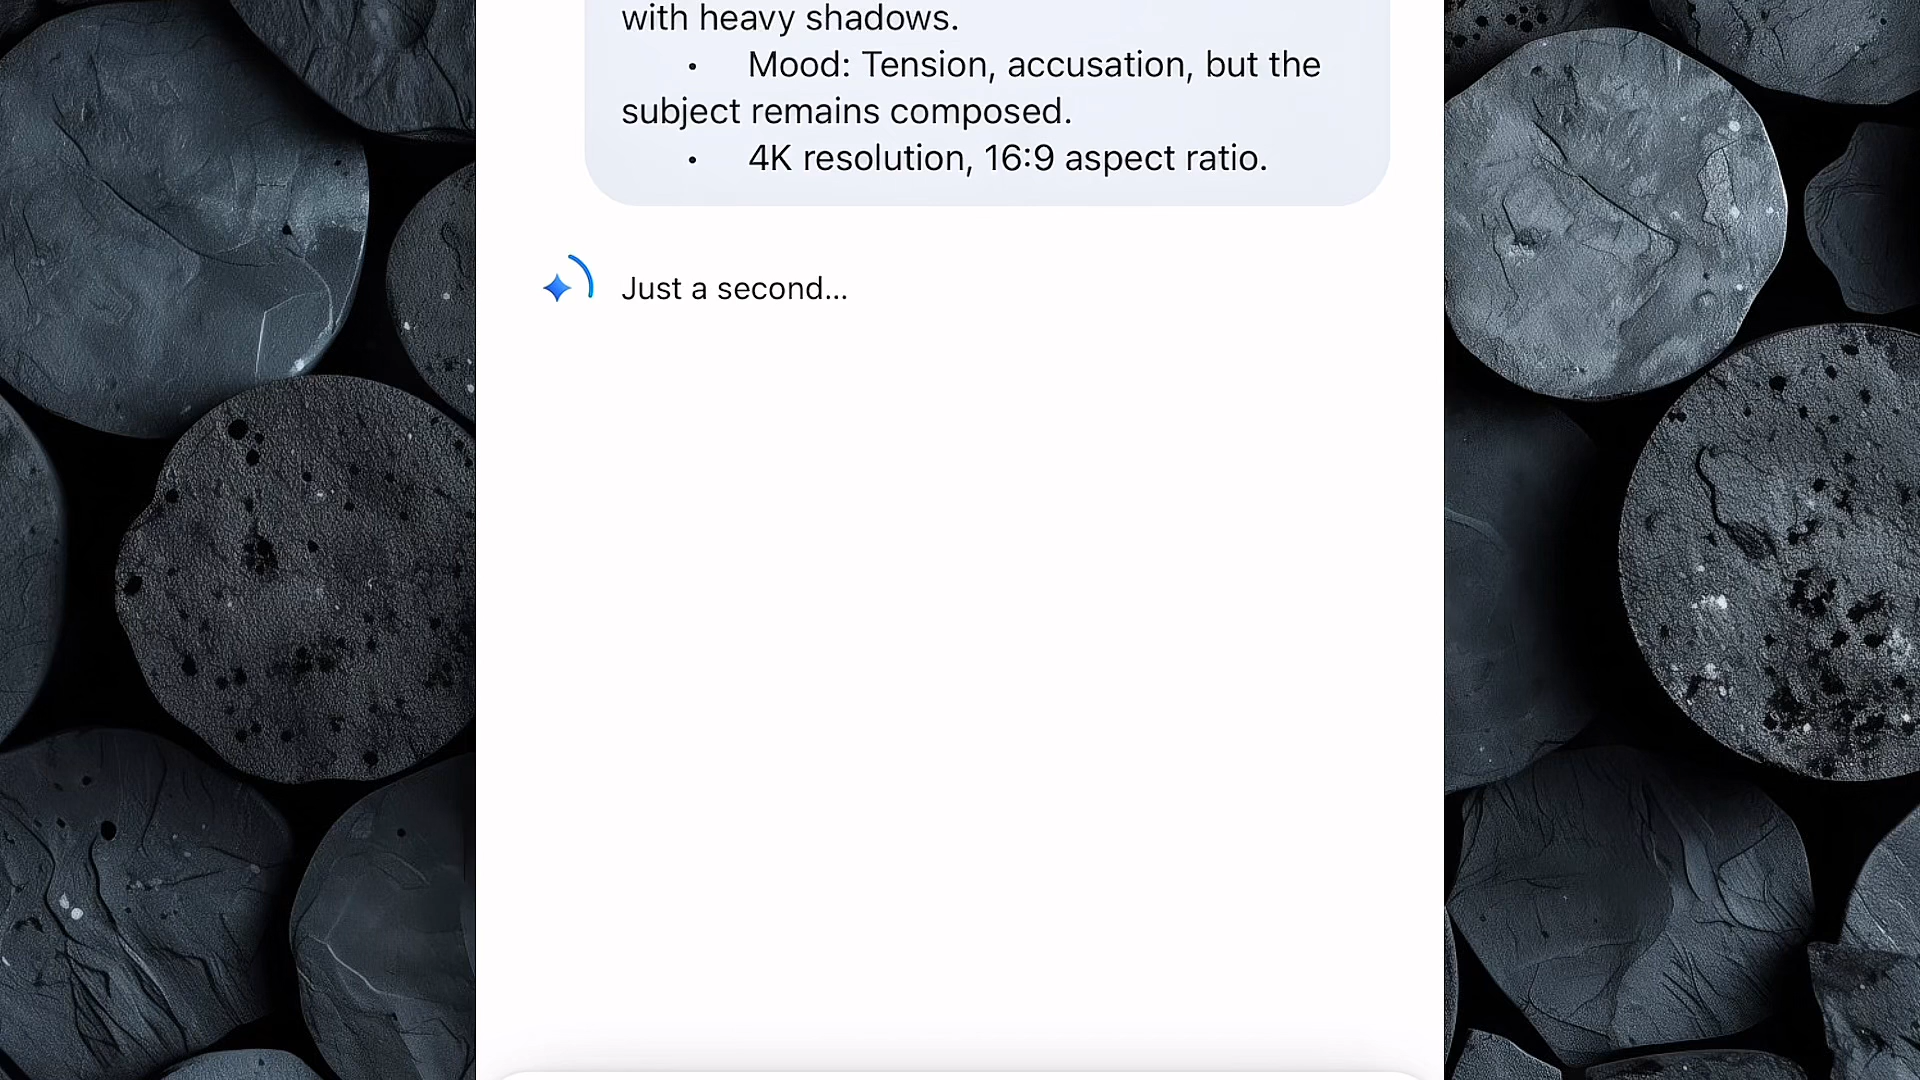 with heavy shadows.
• Mood: Tension, accusation, but the
subject remains composed.
• 4K resolution, 16:9 aspect ratio.
Just a second...